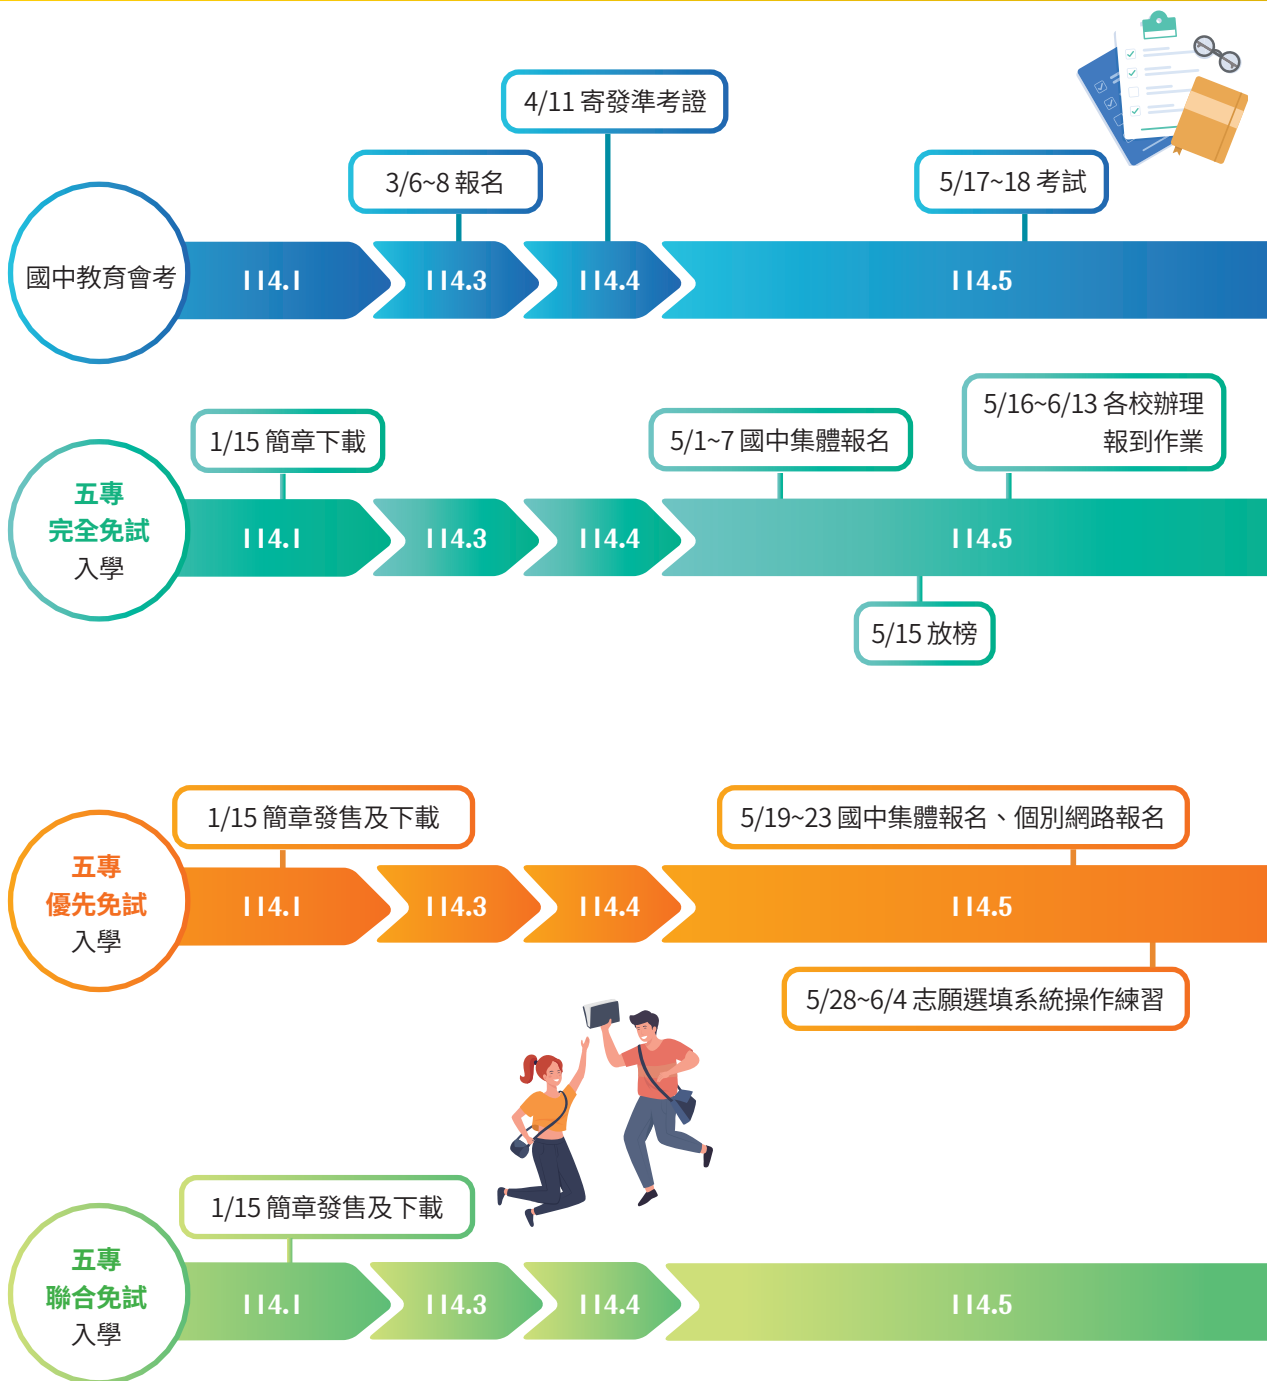 4/11 寄發準考證
3/6~8 報名
5/17~18 考試
國中教育會考
114.1
114.3
114.4
114.5
1/15 簡章下載
5/1~7 國中集體報名
5/16~6/13 各校辦理
報到作業
五專
完全免試
入學
114.1
114.3
114.4
114.5
5/15 放榜
1/15 簡章發售及下載
5/19~23 國中集體報名、個別網路報名
五專
優先免試
入學
114.1
114.3
114.4
114.5
5/28~6/4 志願選填系統操作練習
1/15 簡章發售及下載
五專
聯合免試
入學
114.1
114.3
114.4
114.5